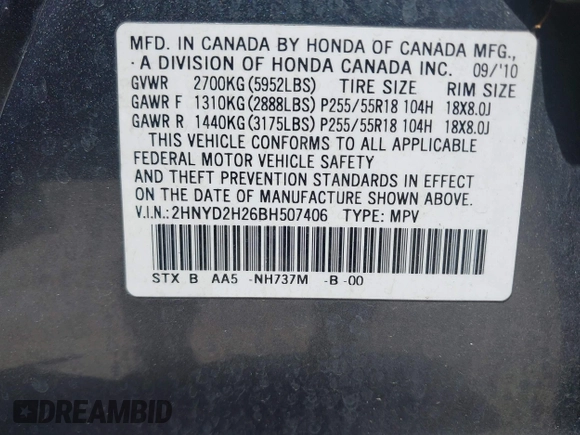 MFD. IN CANADA BY HONDA OF CANADA MFG.,
A DIVISION OF HONDA CANADA INC. 09/'10
GVWR 2700KG(5952LBS) TIRE SIZE RIM SIZE
GAWR F 1310KG(2888LBS) P255/55R18 104H 18X8.0J
GAWR R 1440KG(3175LBS) P255/55R18 104H 18X8.0J
THIS VEHICLE CONFORMS TO ALL APPLICABLE
FEDERAL MOTOR VEHICLE SAFETY
AND THEFT PREVENTION STANDARDS IN EFFECT
ON THE DATE OF MANUFACTURE SHOWN ABOVE.
V.I.N.:2HNYD2H26BH507406 TYPE: MPV
STX B AA5 -NH737M -B-00
DREAMBID